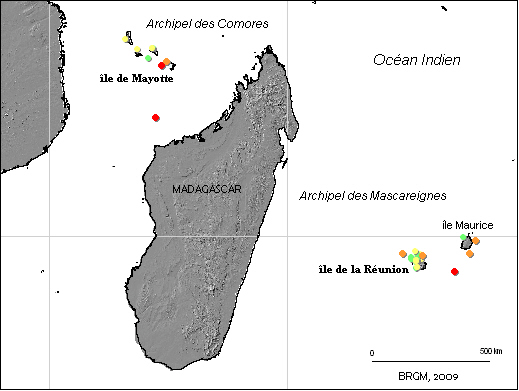 Archipel des Comores
Océan Indien
île de Mayotte
MADAGASCAR
Archipel des Mascareignes
île Maurice
île de la Réunion
0 500 km
BRGM, 2009